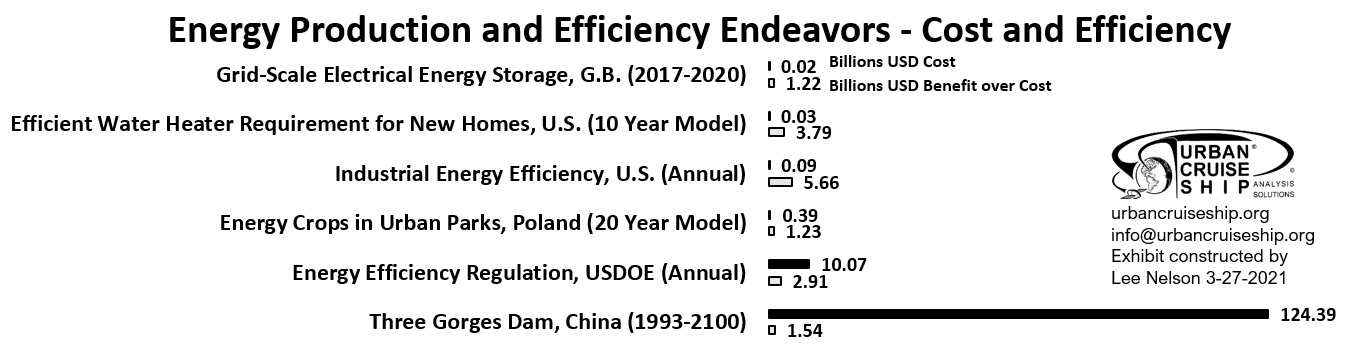 Energy Production and Efficiency Endeavors - Cost and Efficiency
Grid-Scale Electrical Energy Storage, G.B. (2017-2020)
0.02 Billions USD Cost
1.22 Billions USD Benefit over Cost
Efficient Water Heater Requirement for New Homes, U.S. (10 Year Model)
0.03
3.79
Industrial Energy Efficiency, U.S. (Annual)
0.09
5.66
Energy Crops in Urban Parks, Poland (20 Year Model)
0.39
1.23
Energy Efficiency Regulation, USDOE (Annual)
10.07
2.91
Three Gorges Dam, China (1993-2100)
124.39
1.54
URBAN®
CRUISE ©
SHIP ANALYSIS
SOLUTIONS
urbancruiseship.org
info@urbancruiseship.org
Exhibit constructed by
Lee Nelson 3-27-2021